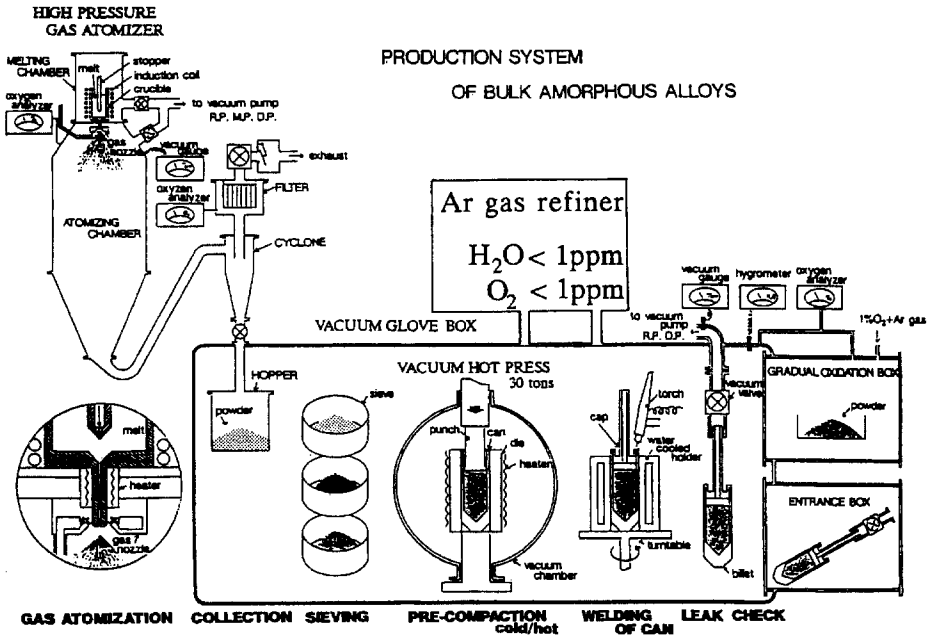 HIGH PRESSURE
GAS ATOMIZER
PRODUCTION SYSTEM
OF BULK AMORPHOUS ALLOYS
MELTING
CHAMBER
melt
stopper
induction coil
crucible
oxygen
analyzer
to vacuum pump
R.P. M.P. D.P.
gas
nozzle
vacuum
gauge
exhaust
oxyzen
analyzer
FILTER
ATOMIZING
CHAMBER
CYCLONE
Ar gas refiner
H₂O < 1ppm
O₂ < 1ppm
vacuum
gauge
hygrometer
oxygen
analyzer
to vacuum
pump
R.P. D.P.
1%O₂+Ar gas
VACUUM GLOVE BOX
HOPPER
powder
sieve
VACUUM HOT PRESS
30 tons
punch
can
die
heater
vacuum
chamber
cap
torch
water
cooled
holder
turntable
vacuum
valve
billet
GRADUAL OXIDATION BOX
powder
ENTRANCE BOX
melt
heater
gas
nozzle
GAS ATOMIZATION
COLLECTION
SIEVING
PRE-COMPACTION
cold/hot
WELDING
OF CAN
LEAK CHECK